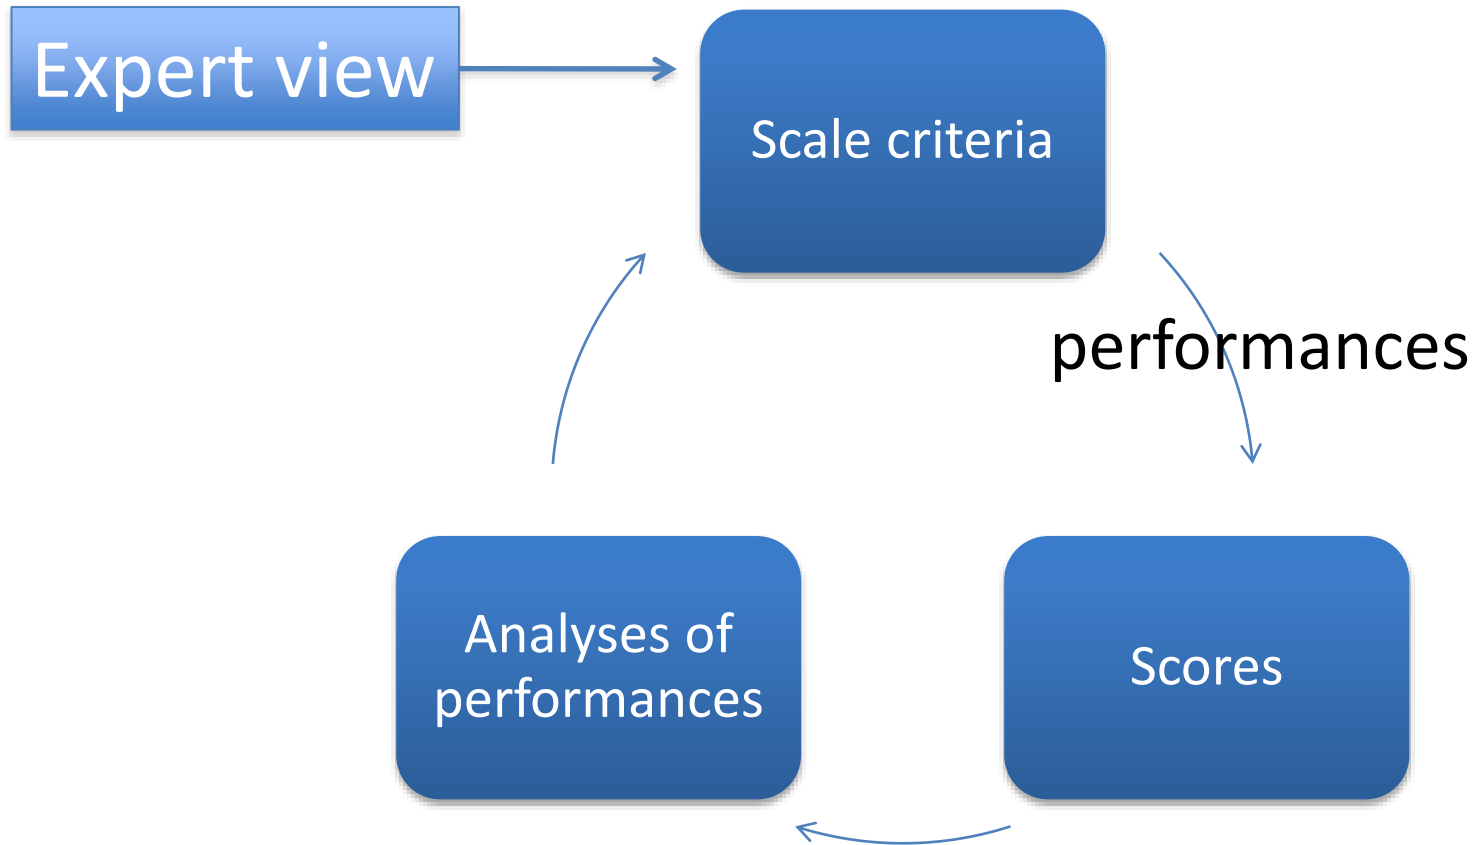 Expert view
Scale criteria
performances
Analyses of
performances
Scores